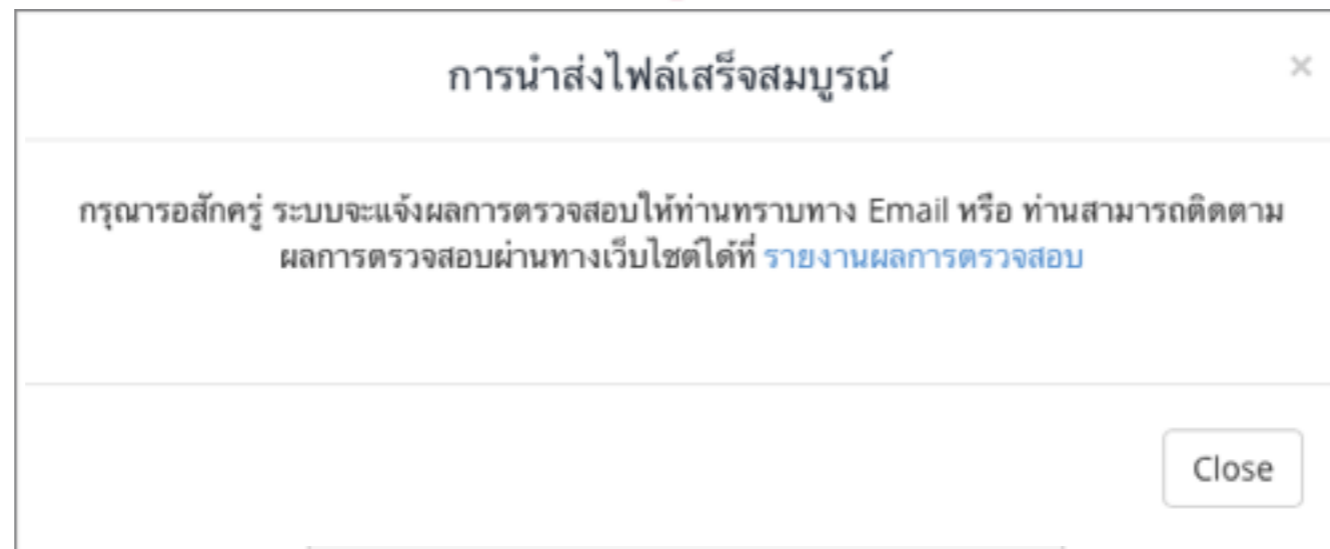 การนำส่งไฟล์เสร็จสมบูรณ์
×
กรุณารอสักครู่ ระบบจะแจ้งผลการตรวจสอบให้ท่านทราบทาง Email หรือ ท่านสามารถติดตาม
ผลการตรวจสอบผ่านทางเว็บไซต์ได้ที่ รายงานผลการตรวจสอบ
Close